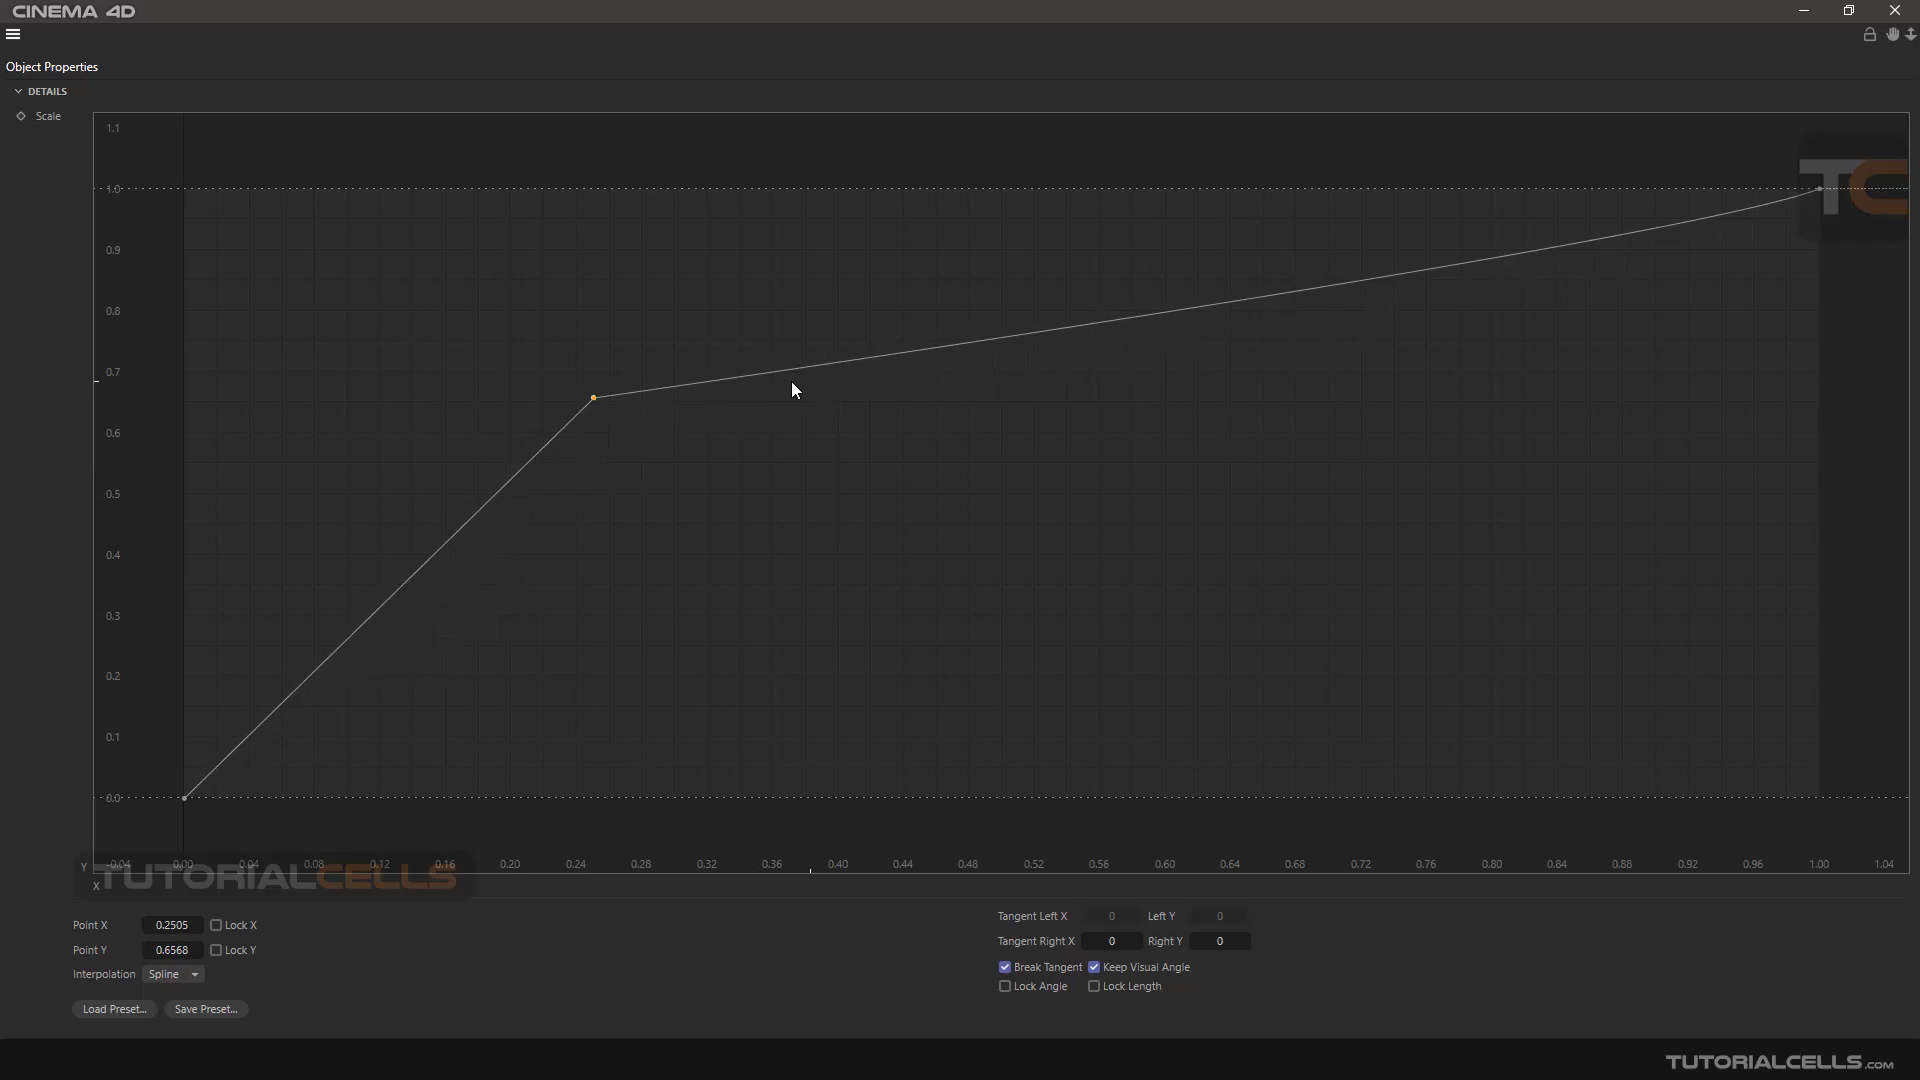 CINEMA 4D
Object Properties
DETAILS
Scale
1.1
1.0
TC
0.9
0.8
0.7
0.6
0.5
0.4
0.3
0.2
0.1
0.0
Y -0.04 0.00 0.04 0.08 0.12 0.16 0.20 0.24 0.28 0.32 0.36 0.40 0.44 0.48 0.52 0.56 0.60 0.64 0.68 0.72 0.76 0.80 0.84 0.88 0.92 0.96 1.00 1.04
X
TUTORIALCELLS
Point X 0.2505 Lock X
Point Y 0.6568 Lock Y
Interpolation Spline
Load Preset... Save Preset...
Tangent Left X 0 Left Y 0
Tangent Right X 0 Right Y 0
Break Tangent Keep Visual Angle
Lock Angle Lock Length
TUTORIALCELLS.COM